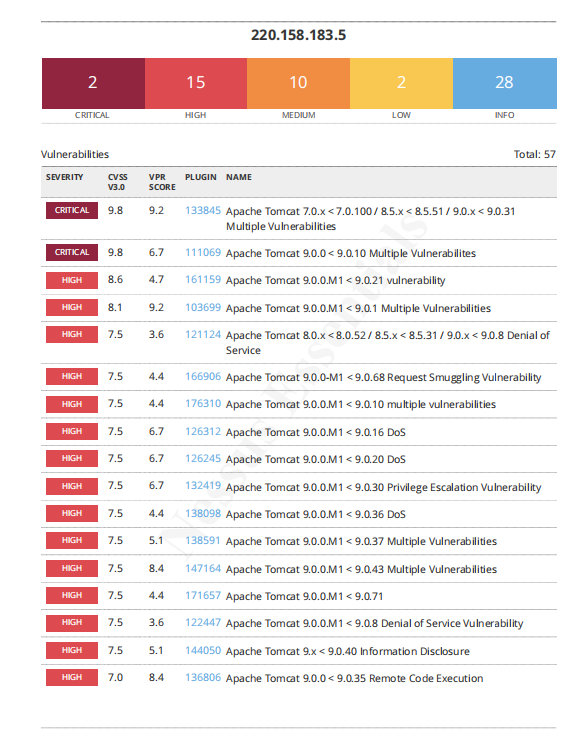 220.158.183.5
2 15 10 2 28
CRITICAL HIGH MEDIUM LOW INFO
Vulnerabilities Total: 57
SEVERITY CVSS V3.0 VPR SCORE PLUGIN NAME
CRITICAL 9.8 9.2 133845 Apache Tomcat 7.0.x < 7.0.100 / 8.5.x < 8.5.51 / 9.0.x < 9.0.31
Multiple Vulnerabilities
CRITICAL 9.8 6.7 111069 Apache Tomcat 9.0.0 < 9.0.10 Multiple Vulnerabilites
HIGH 8.6 4.7 161159 Apache Tomcat 9.0.0.M1 < 9.0.21 vulnerability
HIGH 8.1 9.2 103699 Apache Tomcat 9.0.0.M1 < 9.0.1 Multiple Vulnerabilities
HIGH 7.5 3.6 121124 Apache Tomcat 8.0.x < 8.0.52 / 8.5.x < 8.5.31 / 9.0.x < 9.0.8 Denial of
Service
HIGH 7.5 4.4 166906 Apache Tomcat 9.0.0-M1 < 9.0.68 Request Smuggling Vulnerability
HIGH 7.5 4.4 176310 Apache Tomcat 9.0.0.M1 < 9.0.10 multiple vulnerabilities
HIGH 7.5 6.7 126312 Apache Tomcat 9.0.0.M1 < 9.0.16 DoS
HIGH 7.5 6.7 126245 Apache Tomcat 9.0.0.M1 < 9.0.20 DoS
HIGH 7.5 6.7 132419 Apache Tomcat 9.0.0.M1 < 9.0.30 Privilege Escalation Vulnerability
HIGH 7.5 4.4 138098 Apache Tomcat 9.0.0.M1 < 9.0.36 DoS
HIGH 7.5 5.1 138591 Apache Tomcat 9.0.0.M1 < 9.0.37 Multiple Vulnerabilities
HIGH 7.5 8.4 147164 Apache Tomcat 9.0.0.M1 < 9.0.43 Multiple Vulnerabilities
HIGH 7.5 4.4 171657 Apache Tomcat 9.0.0.M1 < 9.0.71
HIGH 7.5 3.6 122447 Apache Tomcat 9.0.0.M1 < 9.0.8 Denial of Service Vulnerability
HIGH 7.5 5.1 144050 Apache Tomcat 9.x < 9.0.40 Information Disclosure
HIGH 7.0 8.4 136806 Apache Tomcat 9.0.0 < 9.0.35 Remote Code Execution
Nessus Essentials